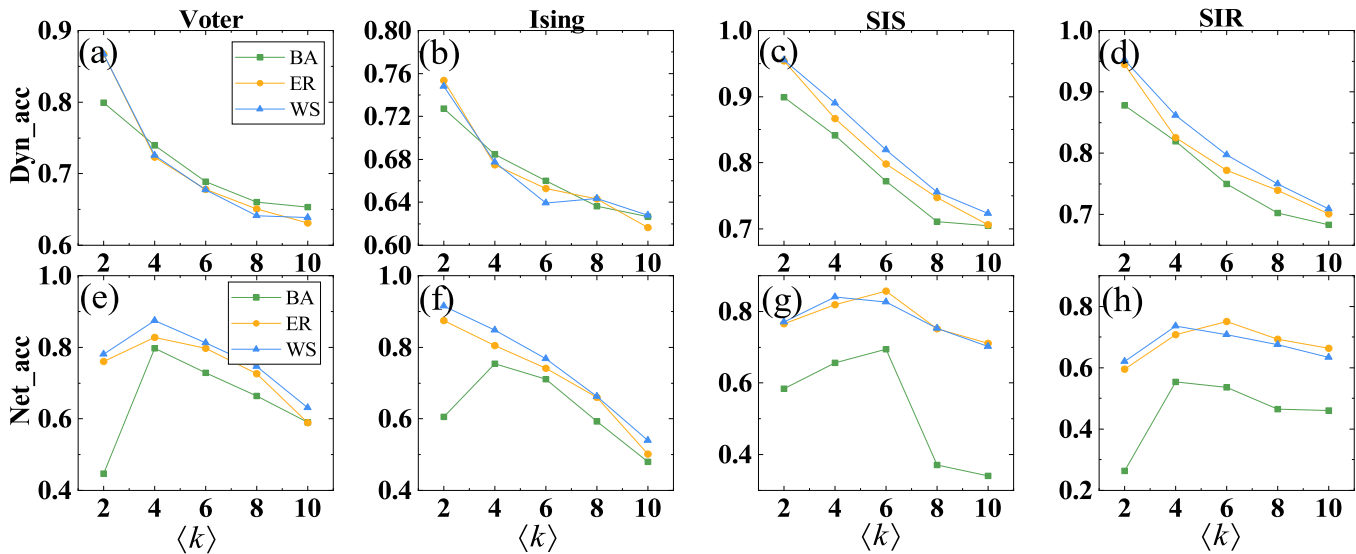 Voter Ising SIS SIR
(a) (b) (c) (d)
BA
ER
WS
Dyn_acc
0.9
0.8
0.7
0.6
2 4 6 8 10
0.80
0.76
0.72
0.68
0.64
0.60
2 4 6 8 10
1.0
0.9
0.8
0.7
2 4 6 8 10
1.0
0.9
0.8
0.7
2 4 6 8 10
(e) (f) (g) (h)
BA
ER
WS
Net_acc
1.0
0.8
0.6
0.4
2 4 6 8 10
⟨k⟩
1.0
0.8
0.6
0.4
2 4 6 8 10
⟨k⟩
0.8
0.6
0.4
2 4 6 8 10
⟨k⟩
0.8
0.6
0.4
0.2
2 4 6 8 10
⟨k⟩